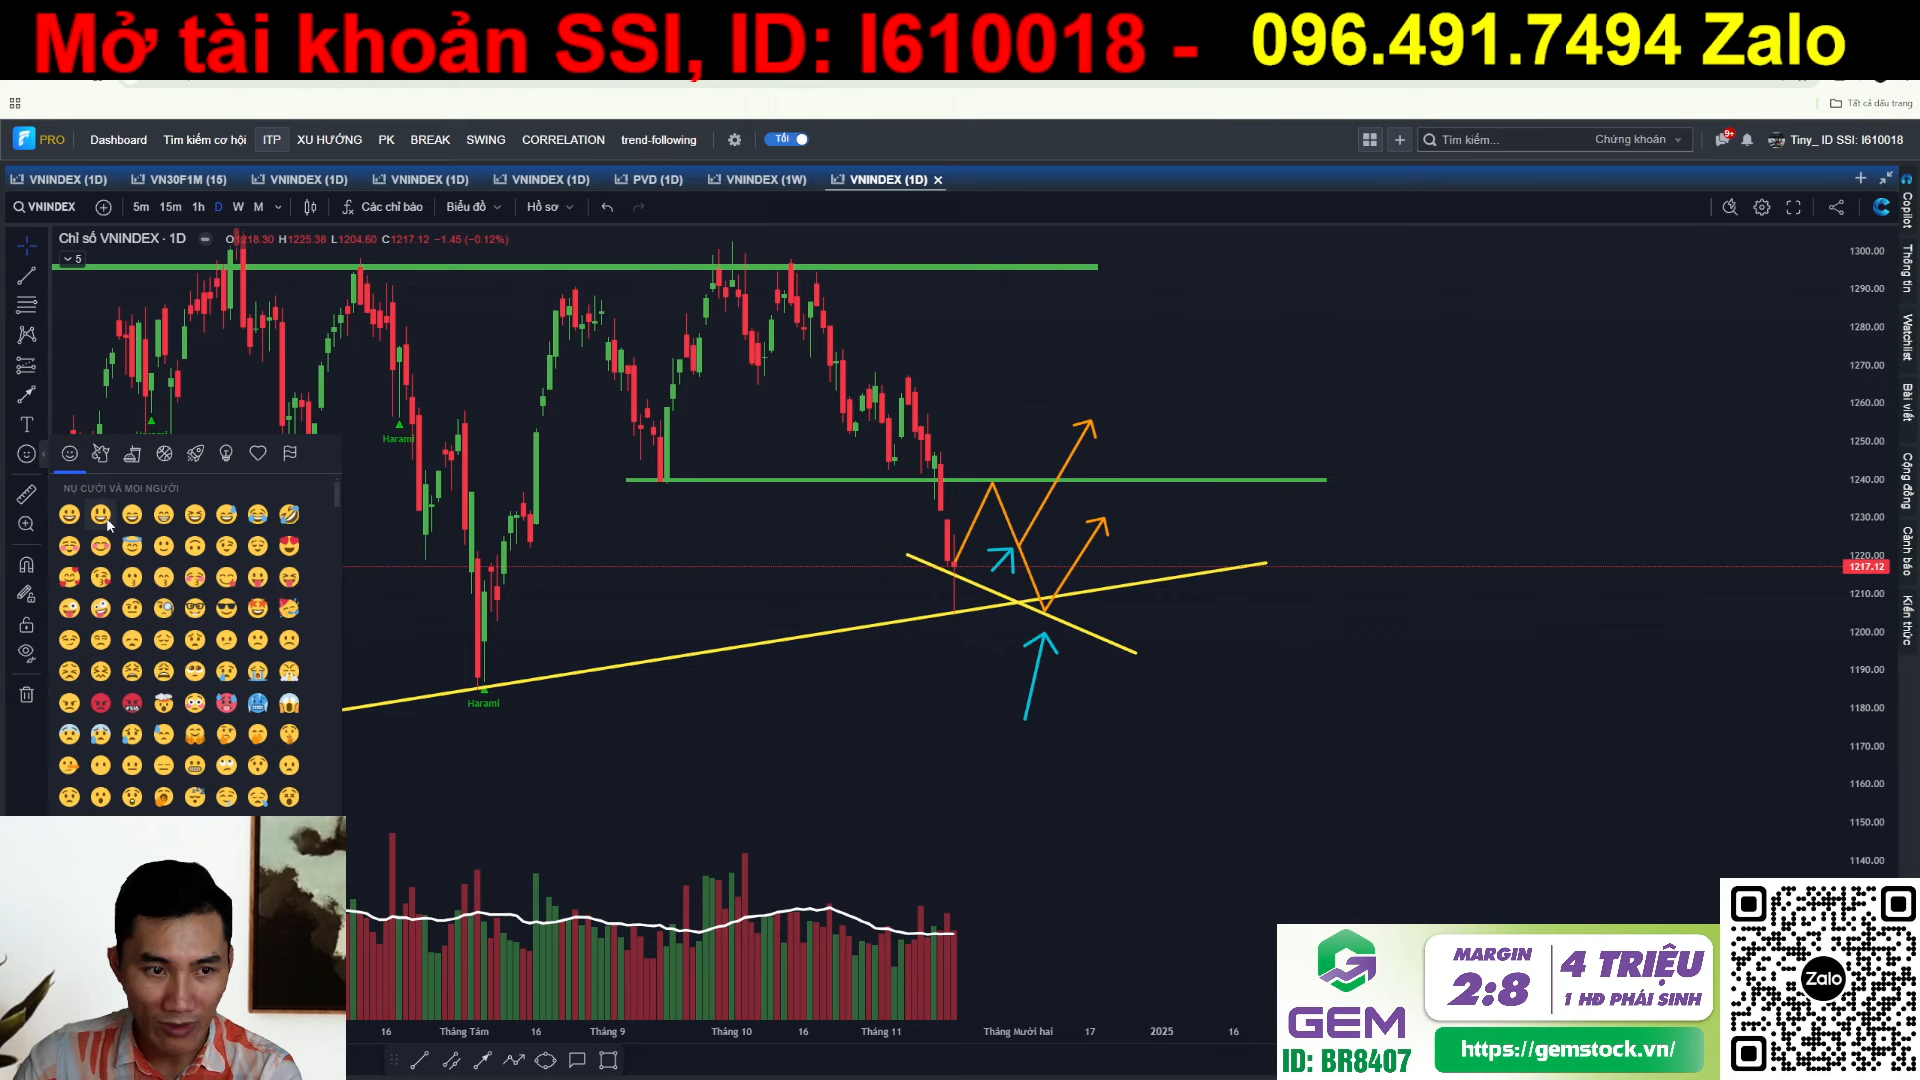 Mở tài khoản SSI, ID: I610018 - 096.491.7494 Zalo
Tất cả dấu trang
PRO Dashboard Tìm kiếm cơ hội ITP XU HƯỚNG PK BREAK SWING CORRELATION trend-following Tối Tìm kiếm... Chứng khoán 9+ Tiny_ ID SSI: I610018
VNINDEX (1D) VN30F1M (15) VNINDEX (1D) VNINDEX (1D) VNINDEX (1D) PVD (1D) VNINDEX (1W) VNINDEX (1D)
VNINDEX 5m 15m 1h D W M Các chỉ báo Biểu đồ Hồ sơ
Chỉ số VNINDEX · 1D O1218.30 H1225.38 L1204.60 C1217.12 −1.45 (−0.12%)
5
Harami
Harami
NỤ CƯỜI VÀ MỌI NGƯỜI
1300.00
1290.00
1280.00
1270.00
1260.00
1250.00
1240.00
1230.00
1220.00
1217.12
1210.00
1200.00
1190.00
1180.00
1170.00
1160.00
1150.00
1140.00
Copilot
Thông tin
Watchlist
Bài viết
Cộng đồng
Cảnh báo
Kiến thức
16 Tháng Tám 16 Tháng 9 Tháng 10 16 Tháng 11 Tháng Mười hai 17 2025 16
GEM
ID: BR8407
MARGIN
2:8
4 TRIỆU
1 HĐ PHÁI SINH
https://gemstock.vn/
Zalo